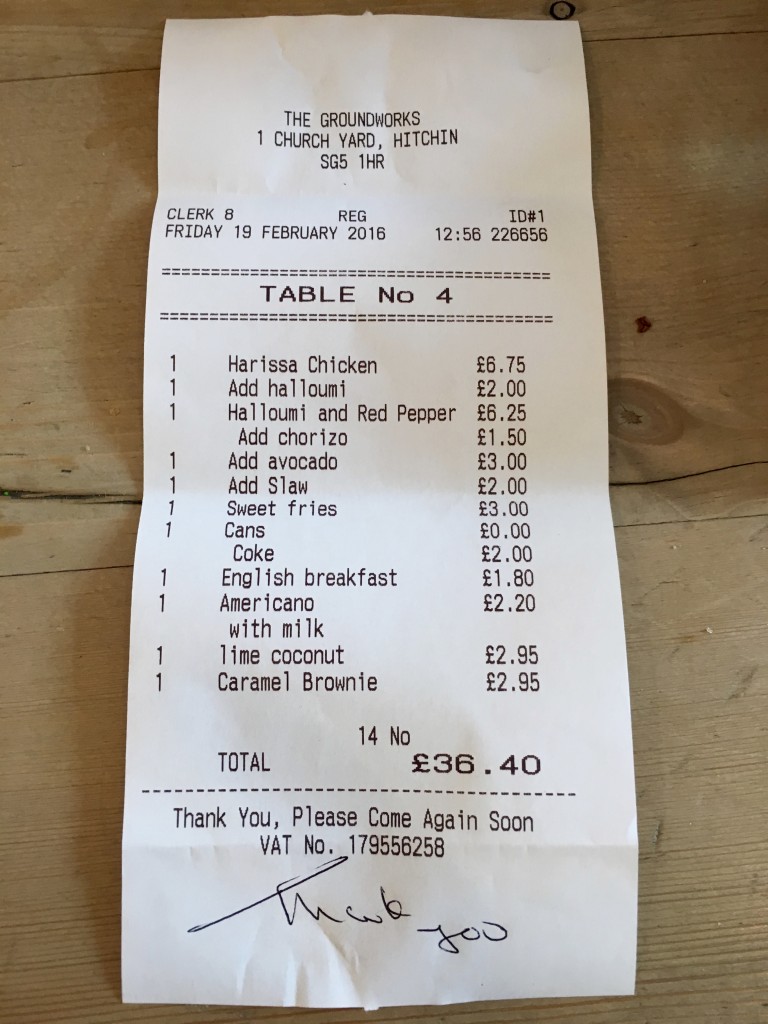 THE GROUNDWORKS
1 CHURCH YARD, HITCHIN
SG5 1HR
CLERK 8 REG ID#1
FRIDAY 19 FEBRUARY 2016 12:56 226656
========================================
TABLE No 4
========================================
1 Harissa Chicken £6.75
1 Add halloumi £2.00
1 Halloumi and Red Pepper £6.25
Add chorizo £1.50
1 Add avocado £3.00
1 Add Slaw £2.00
1 Sweet fries £3.00
1 Cans £0.00
Coke £2.00
1 English breakfast £1.80
1 Americano £2.20
with milk
1 lime coconut £2.95
1 Caramel Brownie £2.95
14 No
TOTAL £36.40
----------------------------------------
Thank You, Please Come Again Soon
VAT No. 179556258
Thank you